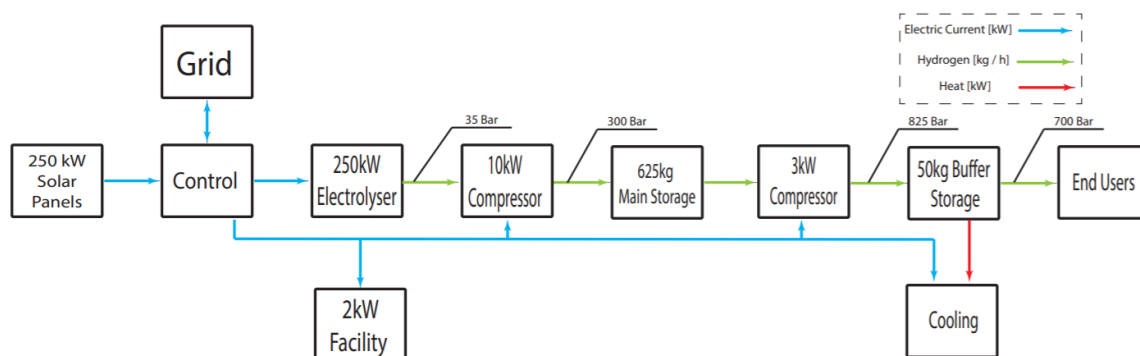 Grid
Electric Current [kW]
Hydrogen [kg / h]
Heat [kW]
35 Bar
300 Bar
825 Bar
700 Bar
250 kW
Solar
Panels
Control
250kW
Electrolyser
10kW
Compressor
625kg
Main Storage
3kW
Compressor
50kg Buffer
Storage
End Users
2kW
Facility
Cooling